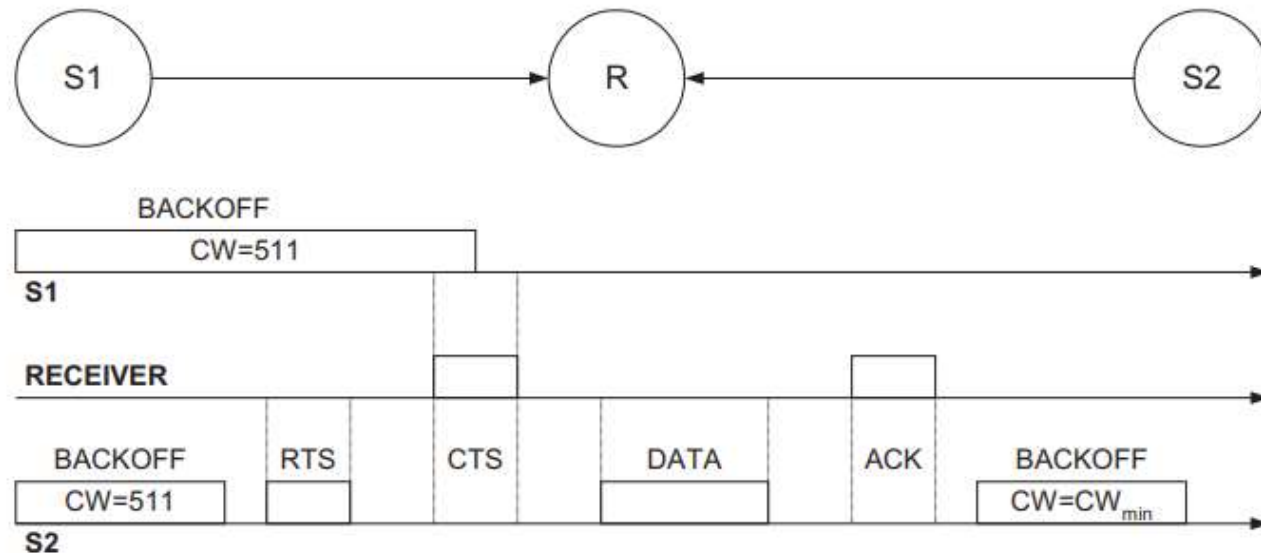 S1 R S2
BACKOFF
CW=511
S1
RECEIVER
BACKOFF RTS CTS DATA ACK BACKOFF
CW=511 CW=CWmin
S2